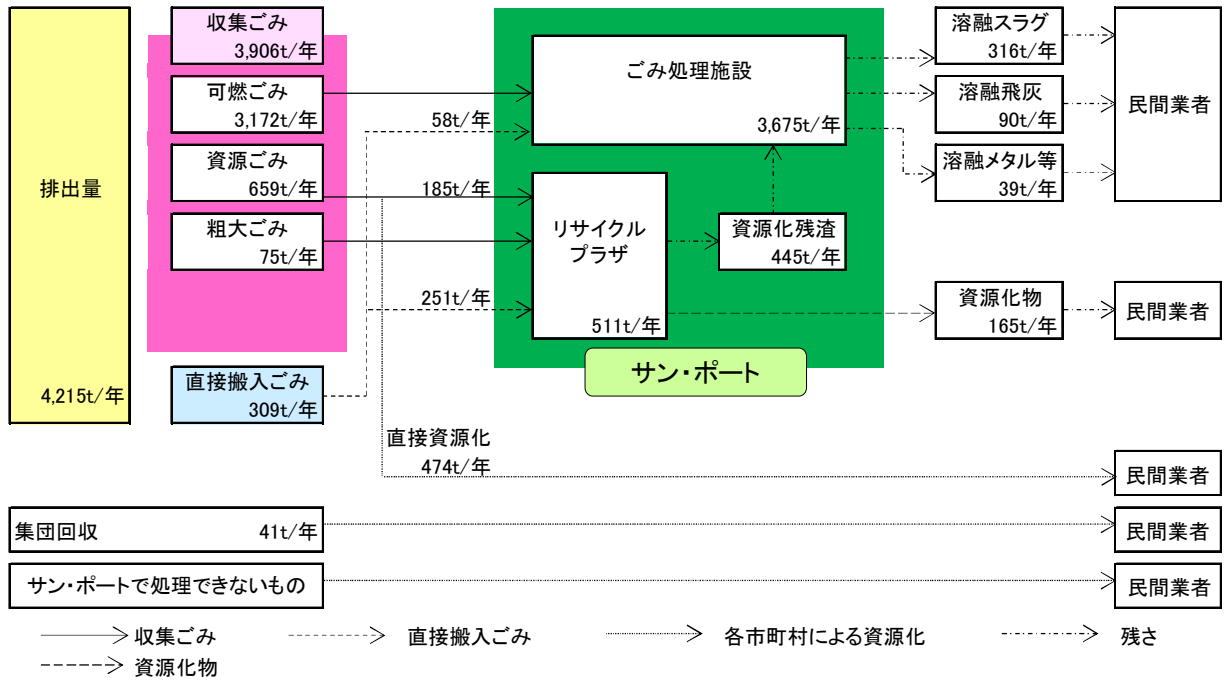 排出量
4,215t/年
収集ごみ
3,906t/年
可燃ごみ
3,172t/年
資源ごみ
659t/年
粗大ごみ
75t/年
直接搬入ごみ
309t/年
58t/年
185t/年
251t/年
ごみ処理施設
3,675t/年
リサイクル
プラザ
511t/年
資源化残渣
445t/年
サン・ポート
溶融スラグ
316t/年
溶融飛灰
90t/年
溶融メタル等
39t/年
民間業者
資源化物
165t/年
民間業者
直接資源化
474t/年
民間業者
集団回収 41t/年
民間業者
サン・ポートで処理できないもの
民間業者
収集ごみ 直接搬入ごみ 各市町村による資源化 残さ
資源化物